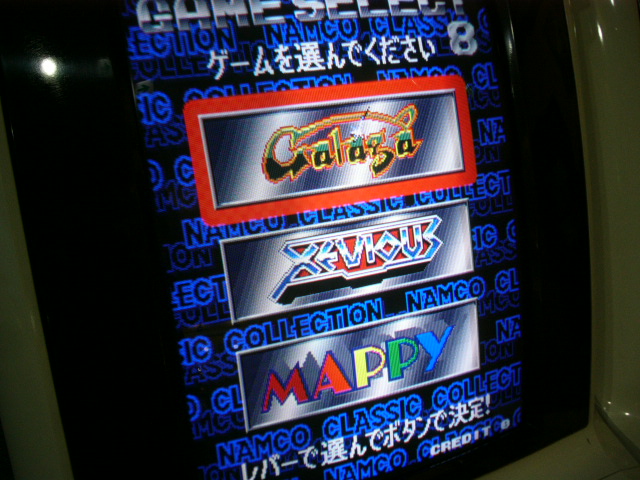 GAME SELECT
ゲームを選んでください 8
Galaga
XEVIOUS
MAPPY
NAMCO CLASSIC COLLECTION
レバーで選んでボタンで決定!
CREDIT 0